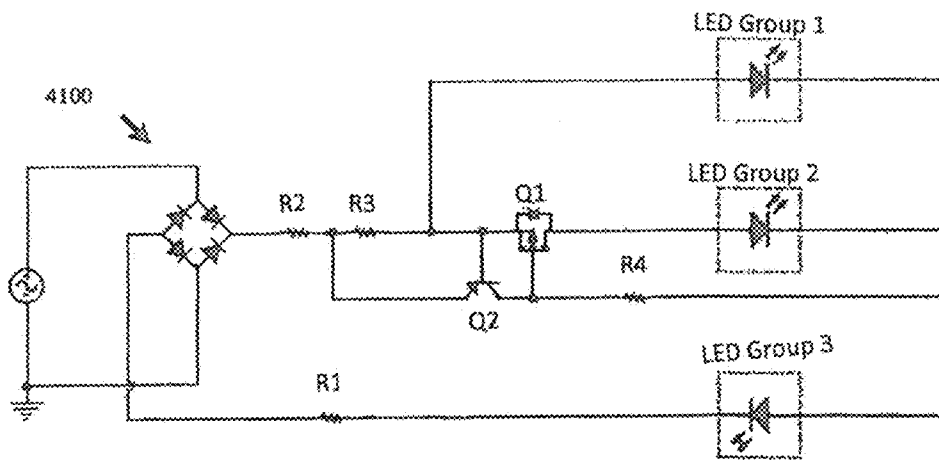 LED Group 1
4100
LED Group 2
R2
R3
Q1
R4
Q2
LED Group 3
R1